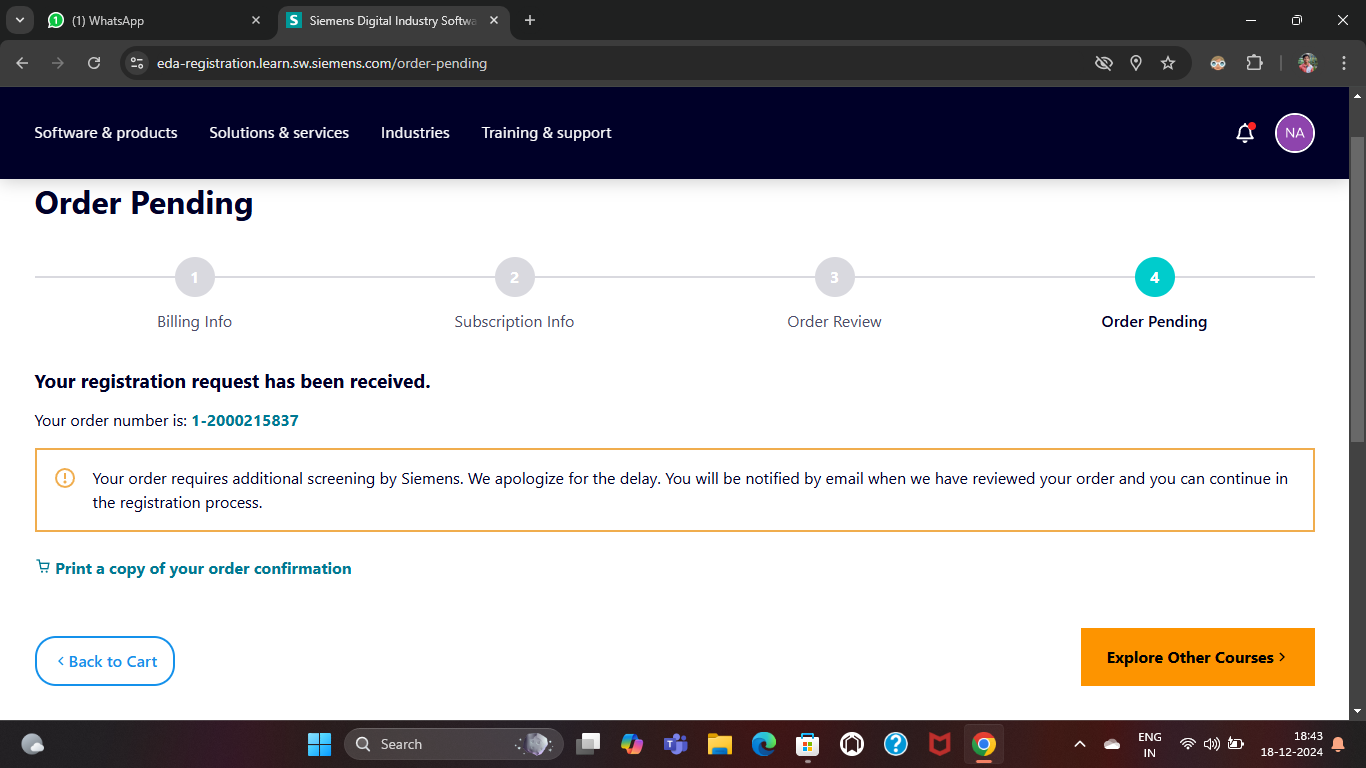 (1) WhatsApp
Siemens Digital Industry Softwa
eda-registration.learn.sw.siemens.com/order-pending
Software & products
Solutions & services
Industries
Training & support
NA
Order Pending
1
2
3
4
Billing Info
Subscription Info
Order Review
Order Pending
Your registration request has been received.
Your order number is: 1-2000215837
Your order requires additional screening by Siemens. We apologize for the delay. You will be notified by email when we have reviewed your order and you can continue in
the registration process.
Print a copy of your order confirmation
Back to Cart
Explore Other Courses
Search
ENG
IN
18:43
18-12-2024